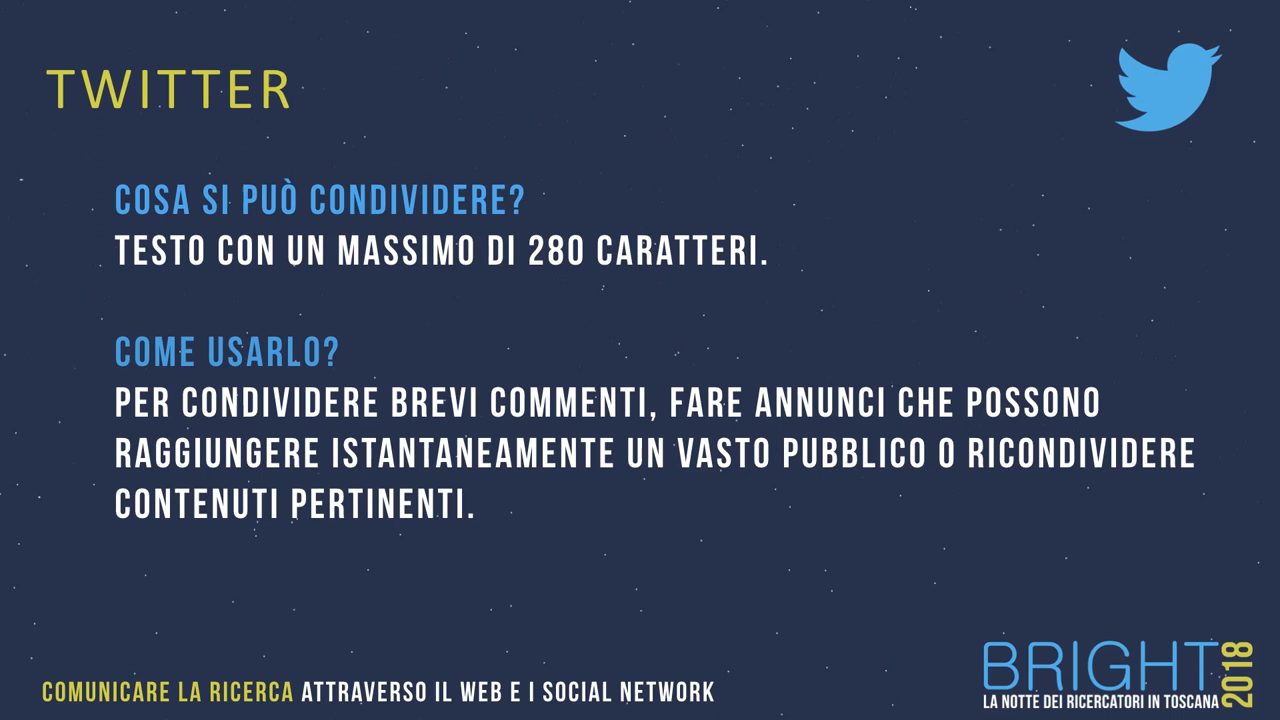 TWITTER
COSA SI PUÒ CONDIVIDERE?
TESTO CON UN MASSIMO DI 280 CARATTERI.
COME USARLO?
PER CONDIVIDERE BREVI COMMENTI, FARE ANNUNCI CHE POSSONO
RAGGIUNGERE ISTANTANEAMENTE UN VASTO PUBBLICO O RICONDIVIDERE
CONTENUTI PERTINENTI.
COMUNICARE LA RICERCA ATTRAVERSO IL WEB E I SOCIAL NETWORK
BRIGHT 2018
LA NOTTE DEI RICERCATORI IN TOSCANA